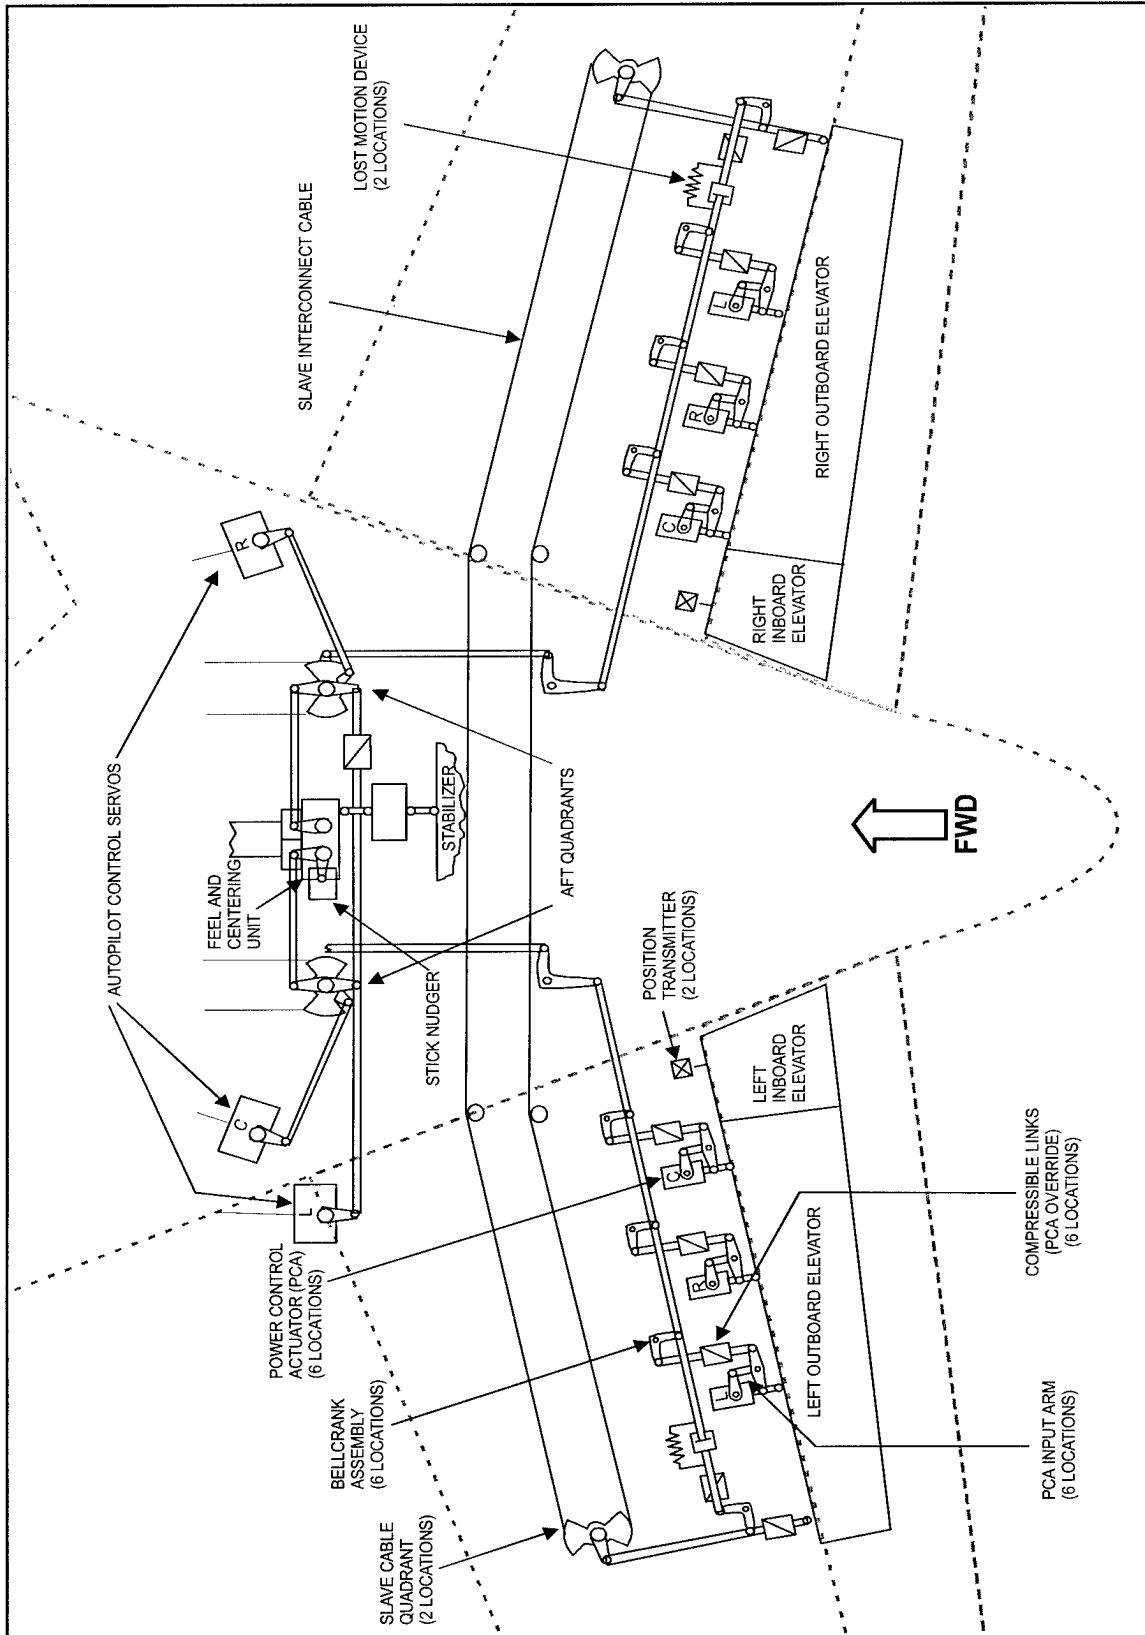 AUTOPILOT CONTROL SERVOS
L
C
R
FEEL AND
CENTERING
UNIT
STICK NUDGER
STABILIZER
AFT QUADRANTS
SLAVE INTERCONNECT CABLE
LOST MOTION DEVICE
(2 LOCATIONS)
POWER CONTROL
ACTUATOR (PCA)
(6 LOCATIONS)
BELLCRANK
ASSEMBLY
(6 LOCATIONS)
SLAVE CABLE
QUADRANT
(2 LOCATIONS)
POSITION
TRANSMITTER
(2 LOCATIONS)
L
R
C
C
R
L
LEFT OUTBOARD ELEVATOR
LEFT
INBOARD
ELEVATOR
RIGHT
INBOARD
ELEVATOR
RIGHT OUTBOARD ELEVATOR
FWD
PCA INPUT ARM
(6 LOCATIONS)
COMPRESSIBLE LINKS
(PCA OVERRIDE)
(6 LOCATIONS)